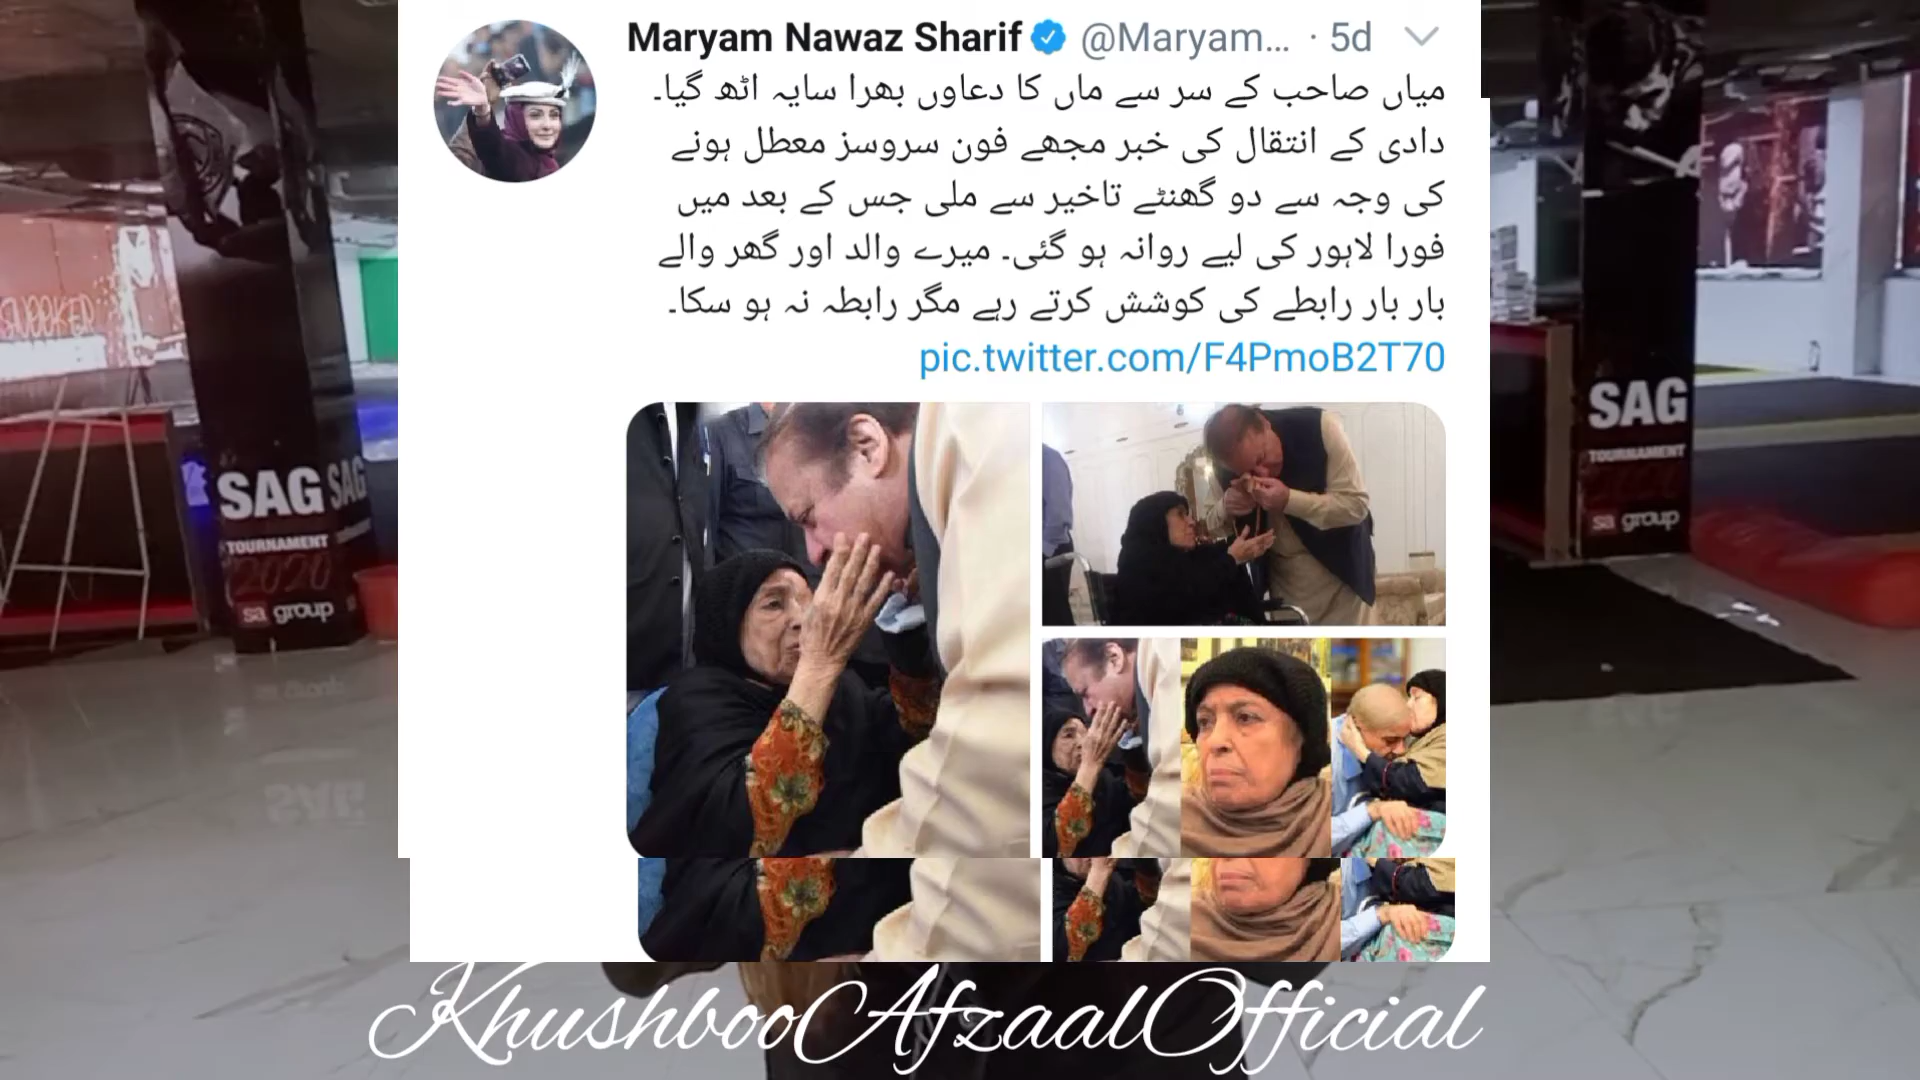 Maryam Nawaz Sharif @Maryam... · 5d
میاں صاحب کے سر سے ماں کا دعاوں بھرا سایہ اٹھ گیا۔
دادی کے انتقال کی خبر مجھے فون سروسز معطل ہونے
کی وجہ سے دو گھنٹے تاخیر سے ملی جس کے بعد میں
فورا لاہور کی لیے روانہ ہو گئی۔ میرے والد اور گھر والے
بار بار رابطے کی کوشش کرتے رہے مگر رابطہ نہ ہو سکا۔
pic.twitter.com/F4PmoB2T70
SNOOKER
SAG SAG
TOURNAMENT
2020
sa group
SAG
TOURNAMENT
2020
sa group
KhushbooAfzaalOfficial